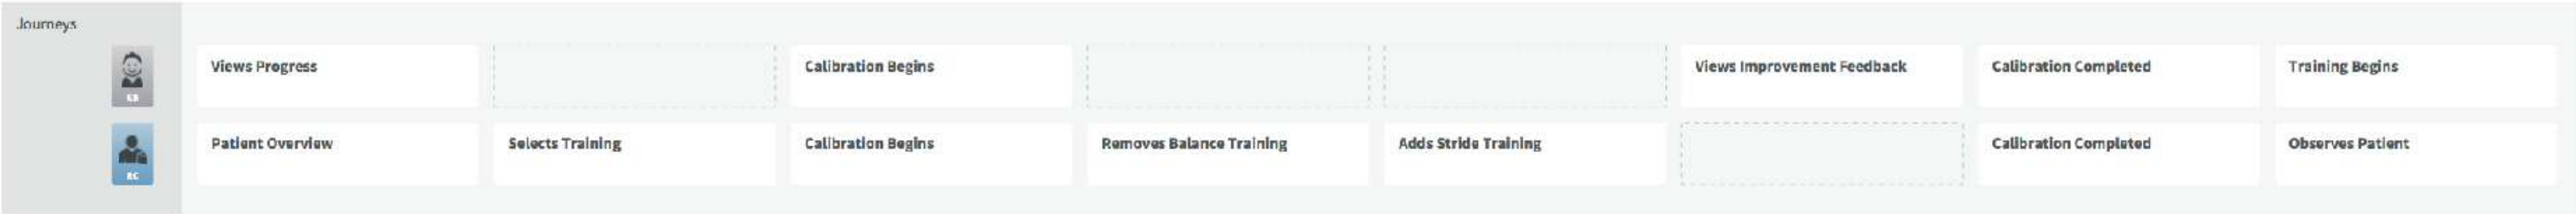 Journeys
Views Progress
Calibration Begins
Views Improvement Feedback
Calibration Completed
Training Begins
Patient Overview
Selects Training
Calibration Begins
Removes Balance Training
Adds Stride Training
Calibration Completed
Observes Patient